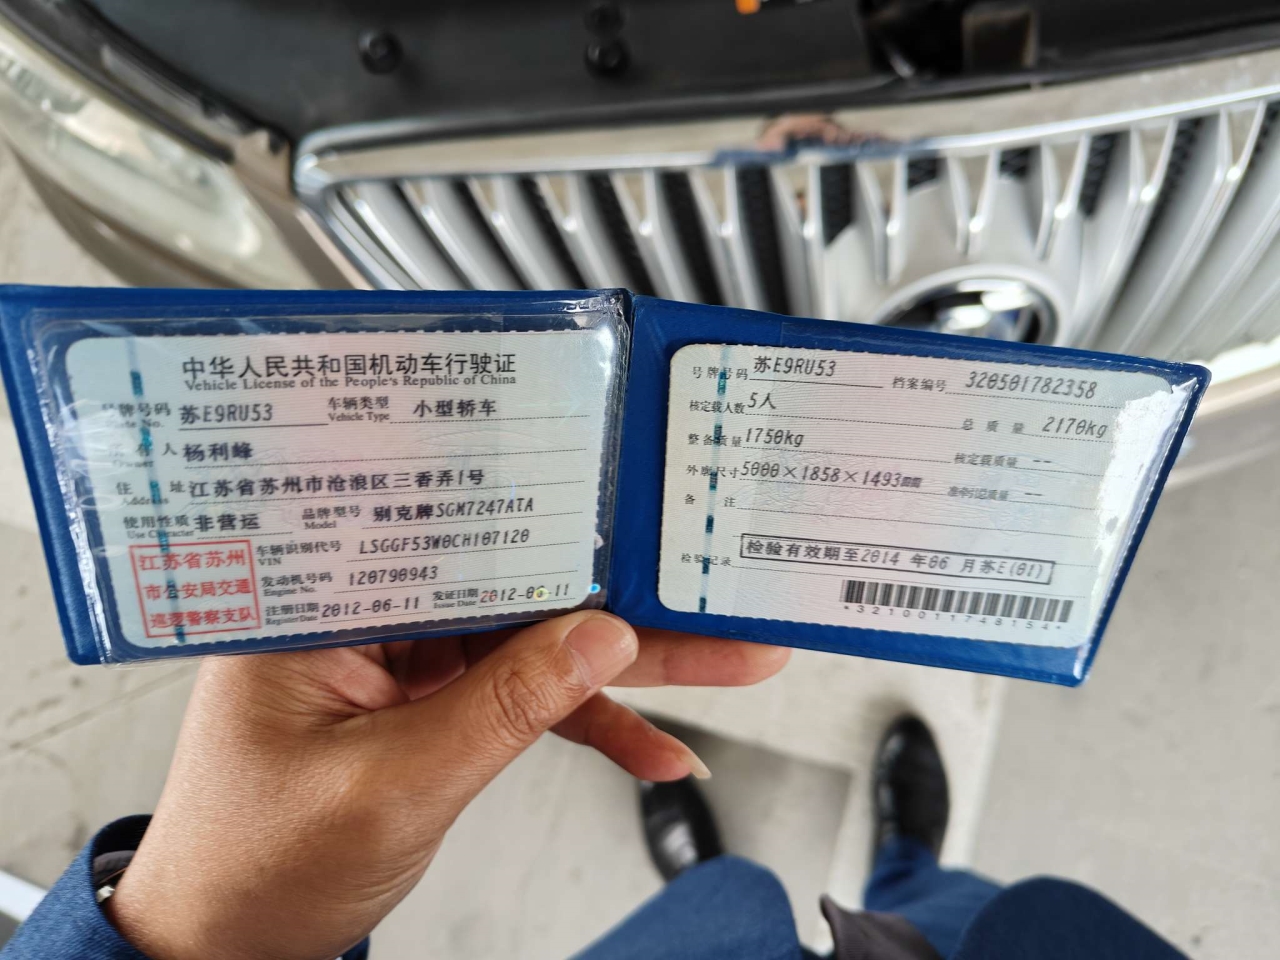 中华人民共和国机动车行驶证
Vehicle License of the People's Republic of China
号牌号码 苏E9RU53 车辆类型 小型轿车
Plate No. Vehicle Type
所有人 杨利峰
Owner
住址 江苏省苏州市沧浪区三香弄1号
Address
使用性质 非营运 品牌型号 别克牌SGM7247ATA
Use Character Model
江苏省苏州
市公安局交通
巡逻警察支队
车辆识别代号 LSGGF53W0CH107120
VIN
发动机号码 120790943
Engine No.
注册日期 2012-06-11 发证日期 2012-06-11
Register Date Issue Date
号牌号码 苏E9RU53 档案编号 320501782358
核定载人数 5人 总质量 2170kg
整备质量 1750kg 核定载质量 --
外廓尺寸 5000×1858×1493mm 准牵引总质量 --
备注
检验记录 检验有效期至2014年06月苏E(01)
*3210011748154*